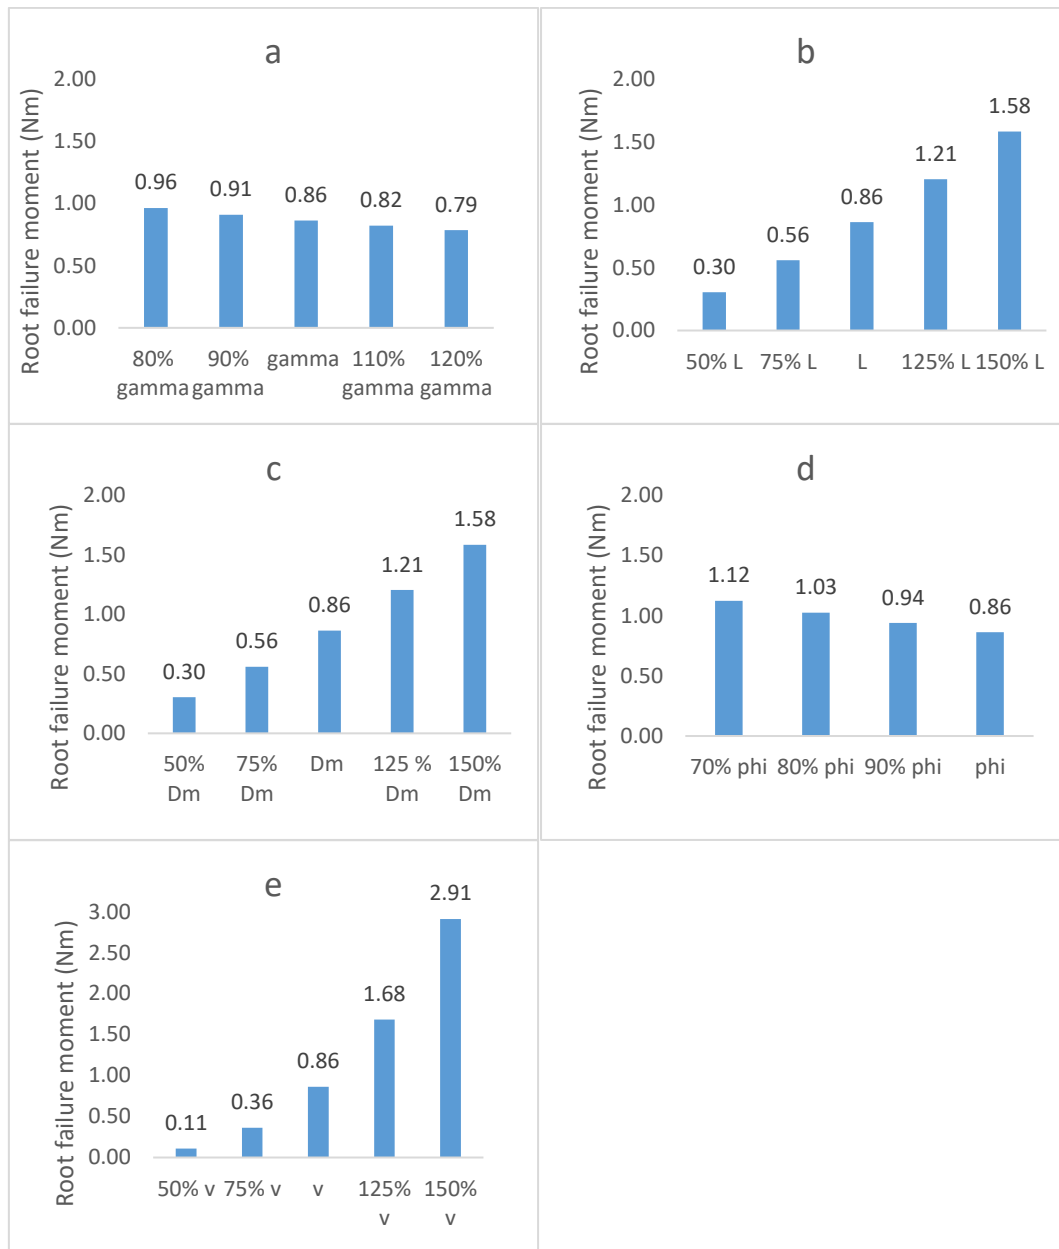 a
Root failure moment (Nm)
2.00
1.50
1.00
0.50
0.00
0.96
0.91
0.86
0.82
0.79
80% gamma
90% gamma
gamma
110% gamma
120% gamma
b
Root failure moment (Nm)
2.00
1.50
1.00
0.50
0.00
0.30
0.56
0.86
1.21
1.58
50% L
75% L
L
125% L
150% L
c
Root failure moment (Nm)
2.00
1.50
1.00
0.50
0.00
0.30
0.56
0.86
1.21
1.58
50% Dm
75% Dm
Dm
125 % Dm
150% Dm
d
Root failure moment (Nm)
2.00
1.50
1.00
0.50
0.00
1.12
1.03
0.94
0.86
70% phi
80% phi
90% phi
phi
e
Root failure moment (Nm)
3.00
2.50
2.00
1.50
1.00
0.50
0.00
0.11
0.36
0.86
1.68
2.91
50% v
75% v
v
125% v
150% v